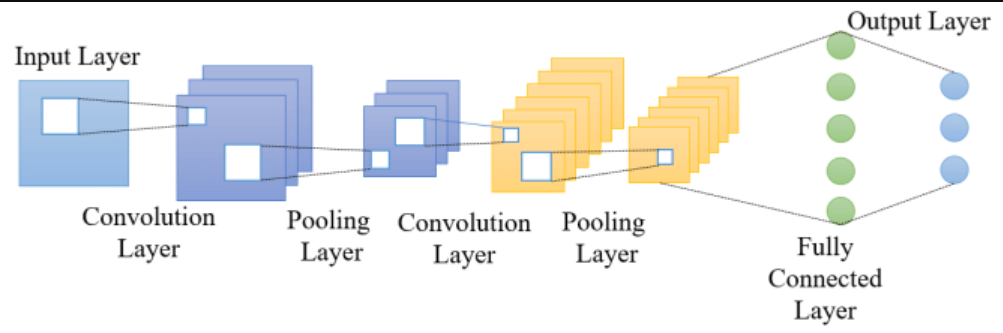 Input Layer
Output Layer
Convolution
Layer
Pooling
Layer
Convolution
Layer
Pooling
Layer
Fully
Connected
Layer